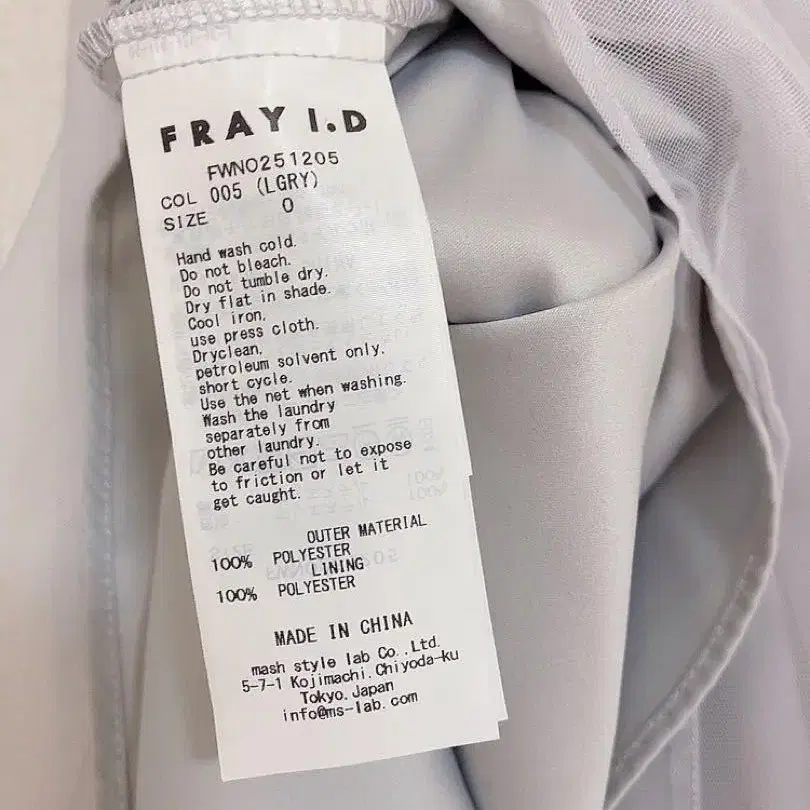 FRAY I.D
FWNO251205
COL 005 (LGRY)
SIZE 0
Hand wash cold.
Do not bleach.
Do not tumble dry.
Dry flat in shade.
Cool iron,
use press cloth.
Dryclean,
petroleum solvent only,
short cycle.
Use the net when washing.
Wash the laundry
separately from
other laundry.
Be careful not to expose
to friction or let it
get caught.
OUTER MATERIAL
100% POLYESTER
LINING
100% POLYESTER
MADE IN CHINA
mash style lab Co.,Ltd.
5-7-1 Kojimachi.Chiyoda-ku
Tokyo.Japan
info@ms-lab.com